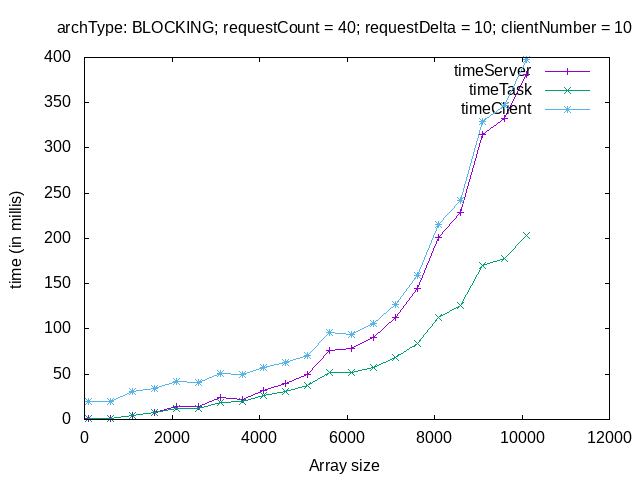 archType: BLOCKING; requestCount = 40; requestDelta = 10; clientNumber = 10
400
350
300
250
200
150
100
50
0
time (in millis)
timeServer
timeTask
timeClient
0 2000 4000 6000 8000 10000 12000
Array size